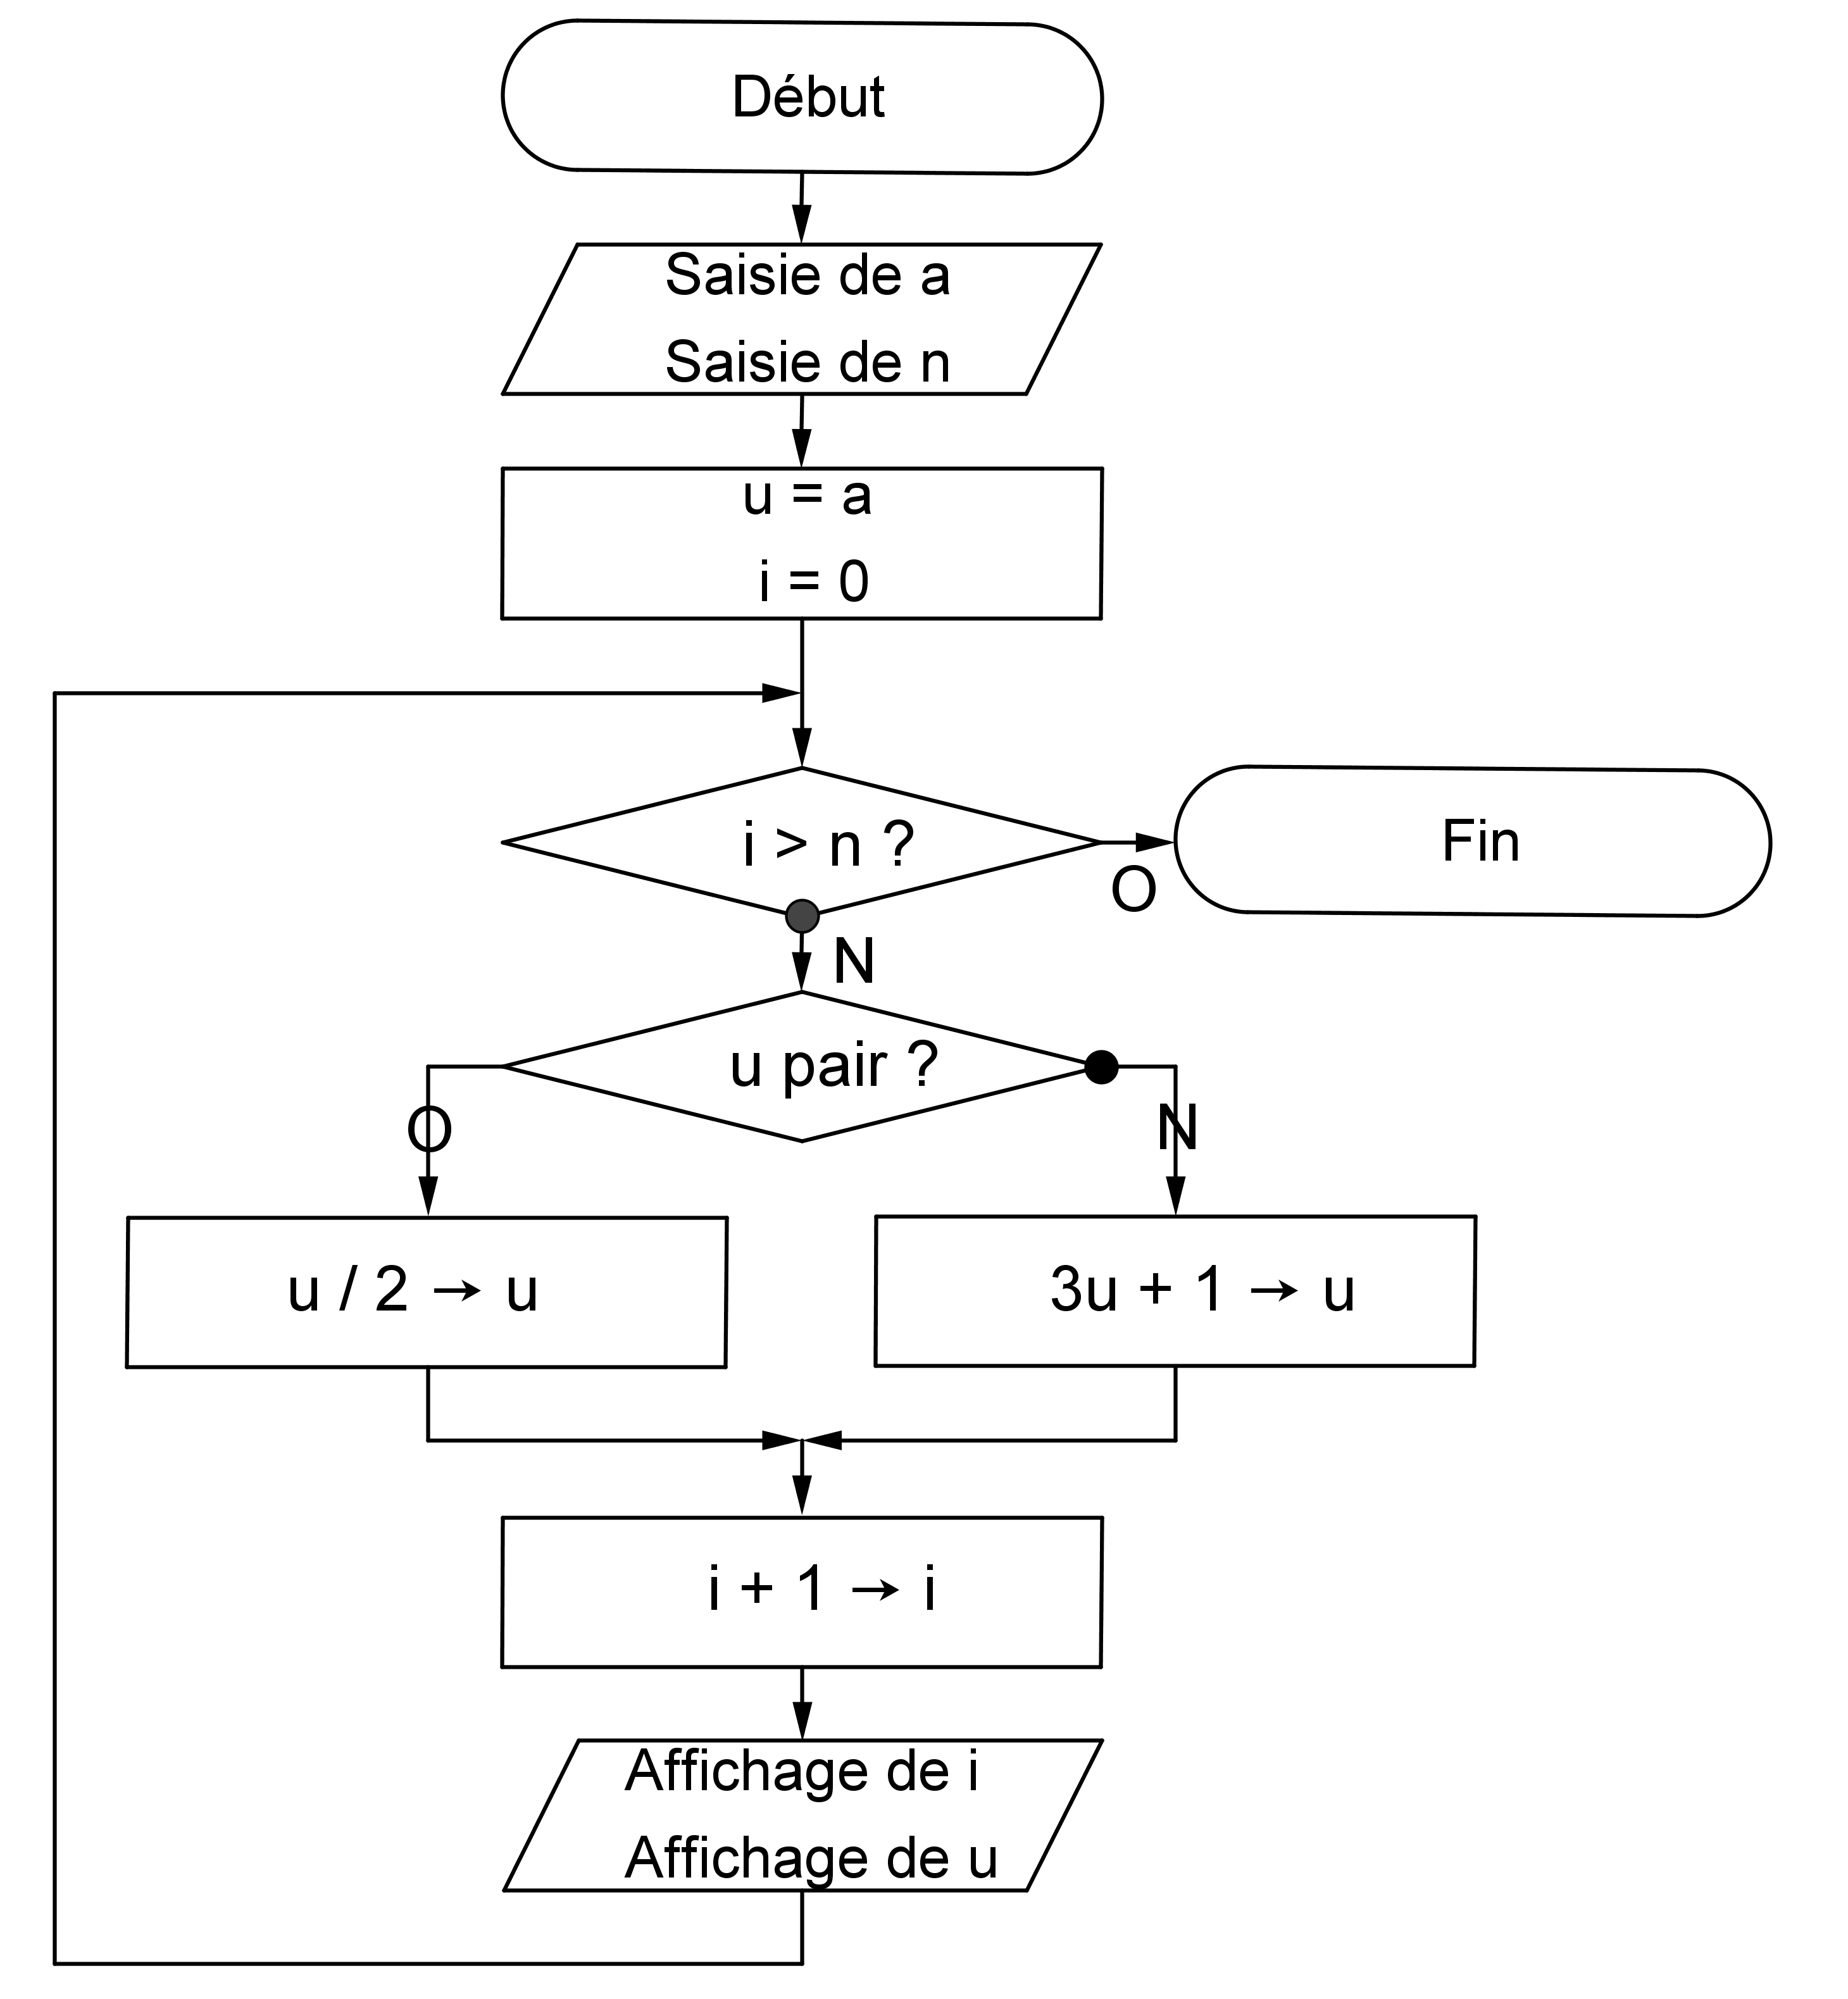 Début
Saisie de a
Saisie de n
u = a
i = 0
i > n ?
Fin
O
N
u pair ?
O
N
u / 2 → u
3u + 1 → u
i + 1 → i
Affichage de i
Affichage de u